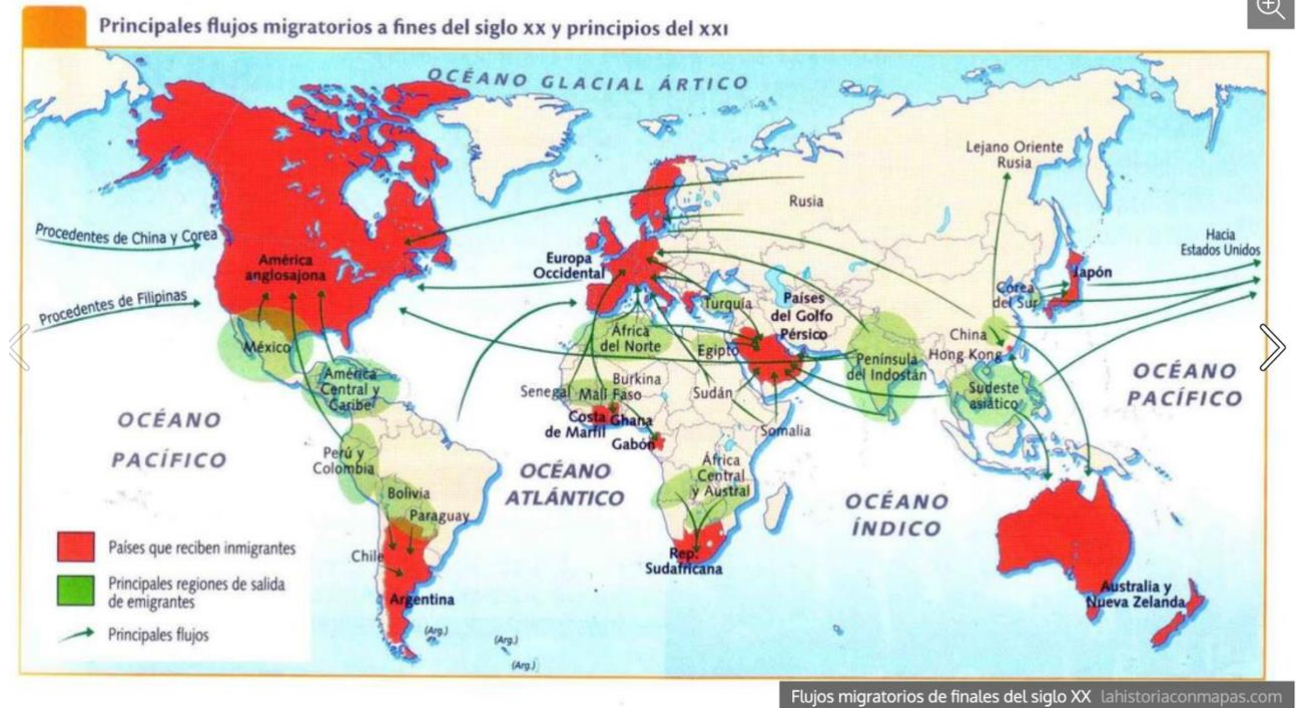 Principales flujos migratorios a fines del siglo XX y principios del XXI
OCÉANO GLACIAL ÁRTICO
Lejano Oriente
Rusia
Rusia
Procedentes de China y Corea
Hacia
Estados Unidos
América
anglosajona
Europa
Occidental
Japón
Procedentes de Filipinas
Corea
del Sur
Turquía
Países
del Golfo
Pérsico
África
del Norte
China
México
Egipto
Hong Kong
Península
del Indostán
América
Central y
Caribe
OCÉANO
PACÍFICO
Senegal
Malí
Burkina
Faso
Sudán
Sudeste
asiático
OCÉANO
PACÍFICO
Costa
de Marfil
Ghana
Gabón
Somalia
Perú y
Colombia
OCÉANO
ATLÁNTICO
África
Central
y Austral
Bolivia
OCÉANO
ÍNDICO
Paraguay
Países que reciben inmigrantes
Chile
Rep.
Sudafricana
Principales regiones de salida
de emigrantes
Argentina
Australia y
Nueva Zelanda
Principales flujos
(Arg.)
(Arg.)
(Arg.)
Flujos migratorios de finales del siglo XX lahistoriaconmapas.com